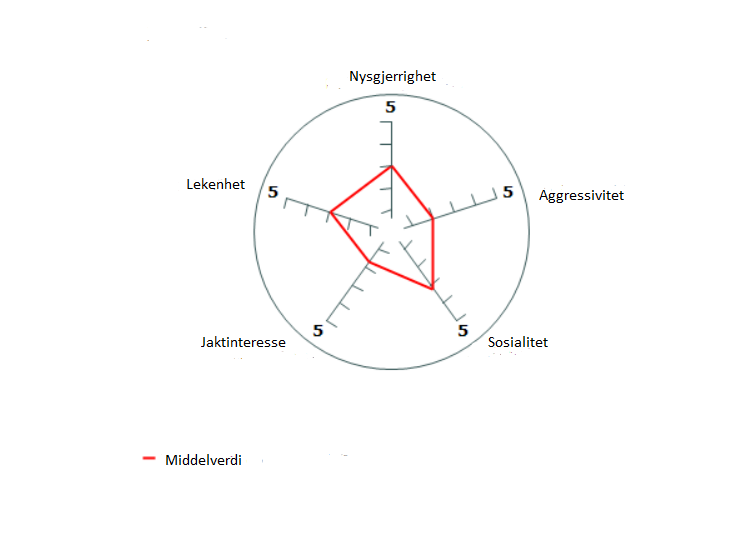 Nysgjerrighet
5
Lekenhet
5
5
Aggressivitet
5
5
Jaktinteresse
Sosialitet
Middelverdi